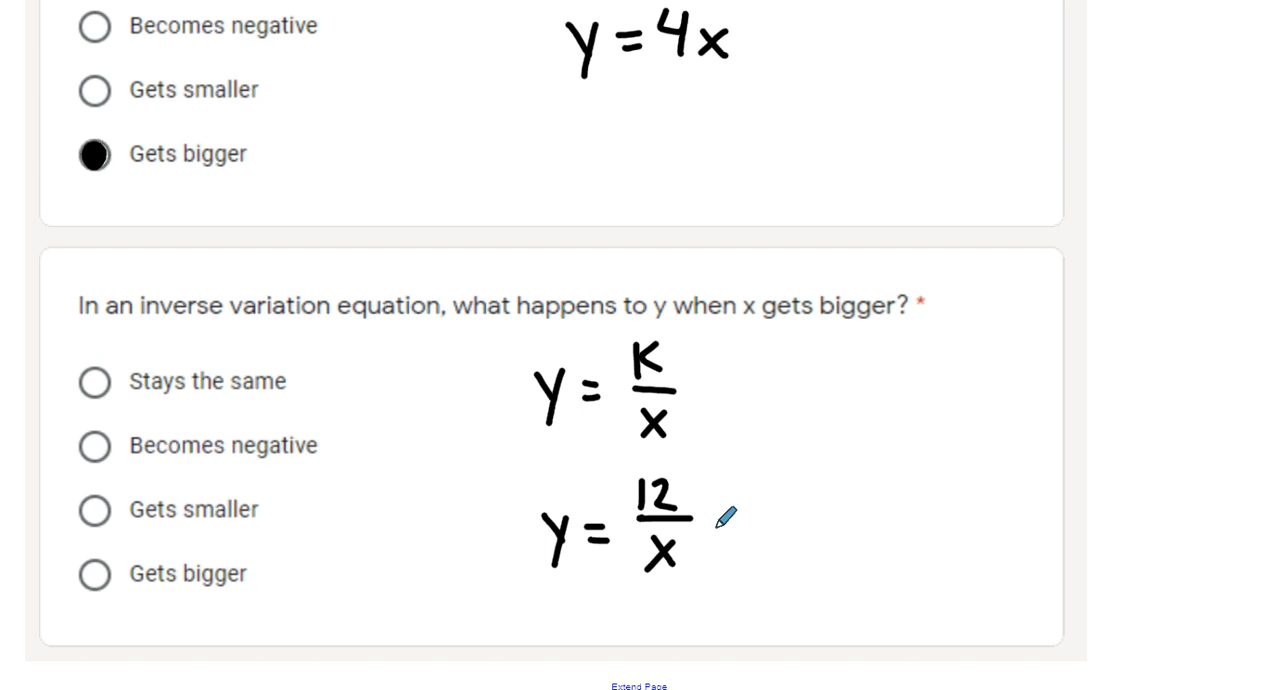 Becomes negative
y = 4x
Gets smaller
Gets bigger
In an inverse variation equation, what happens to y when x gets bigger? *
Stays the same
y = K/x
Becomes negative
Gets smaller
y = 12/x
Gets bigger
Extend Page